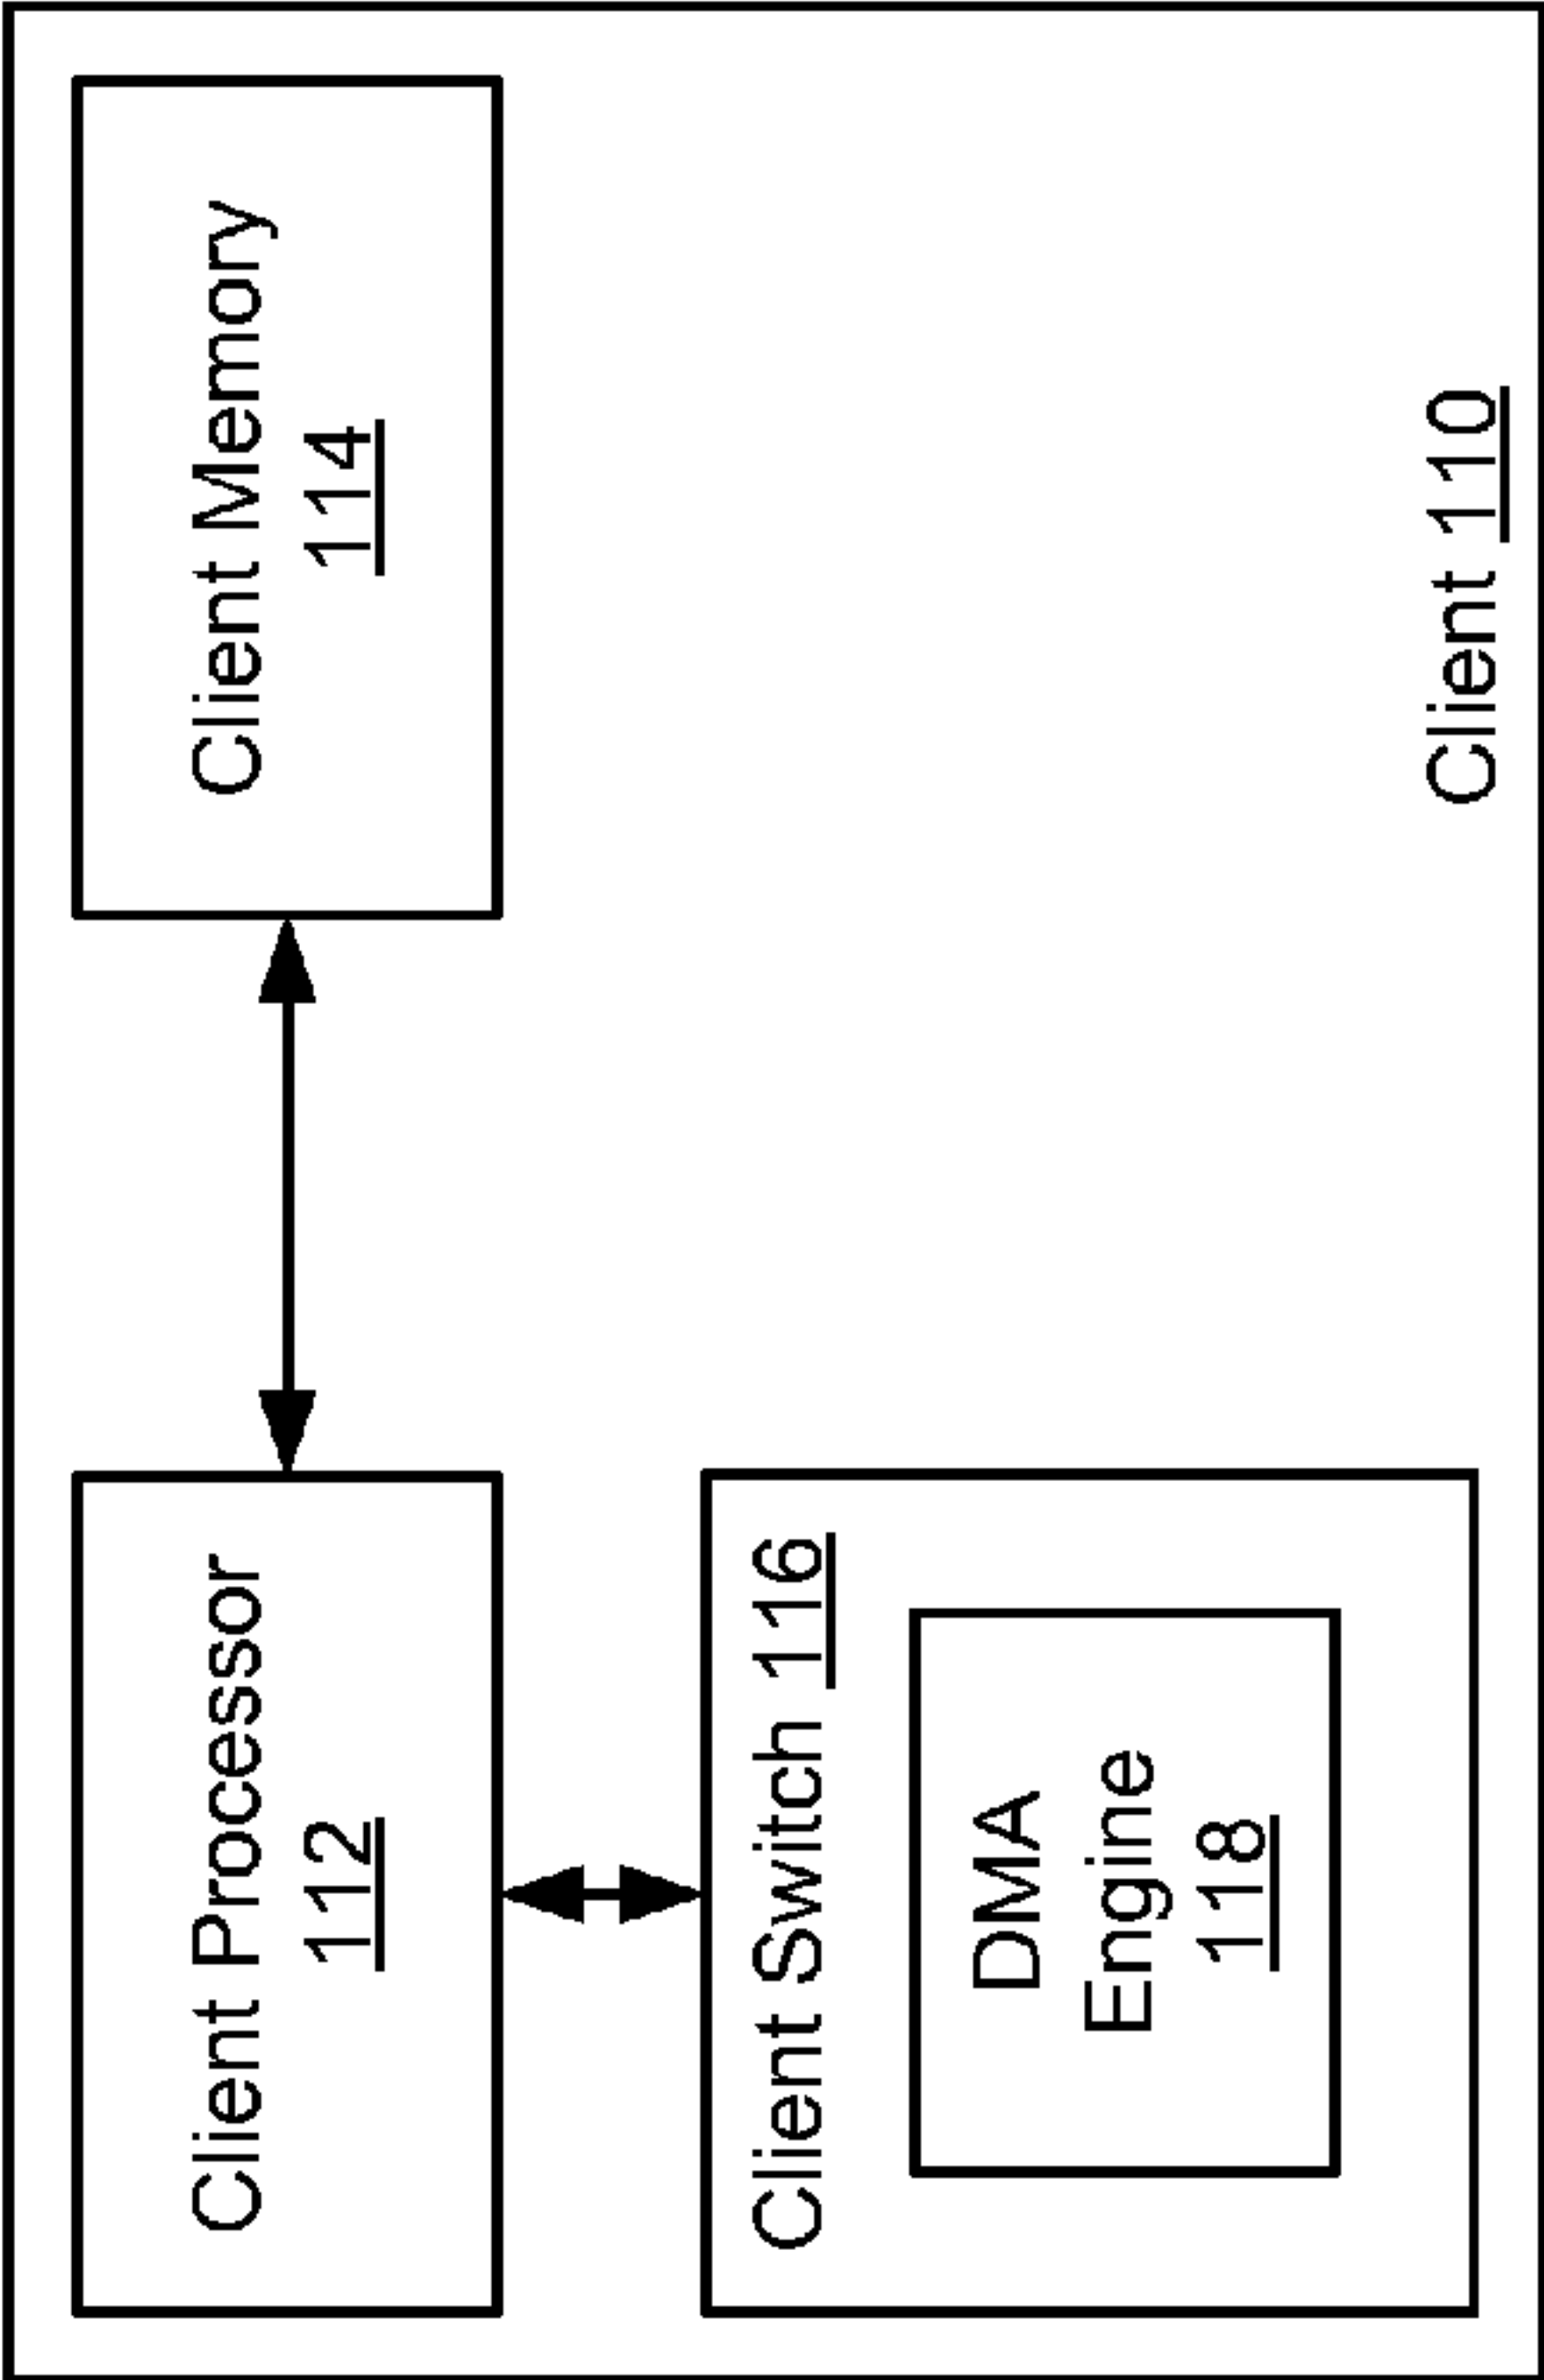 Client Processor
112
Client Memory
114
Client Switch 116
DMA
Engine
118
Client 110